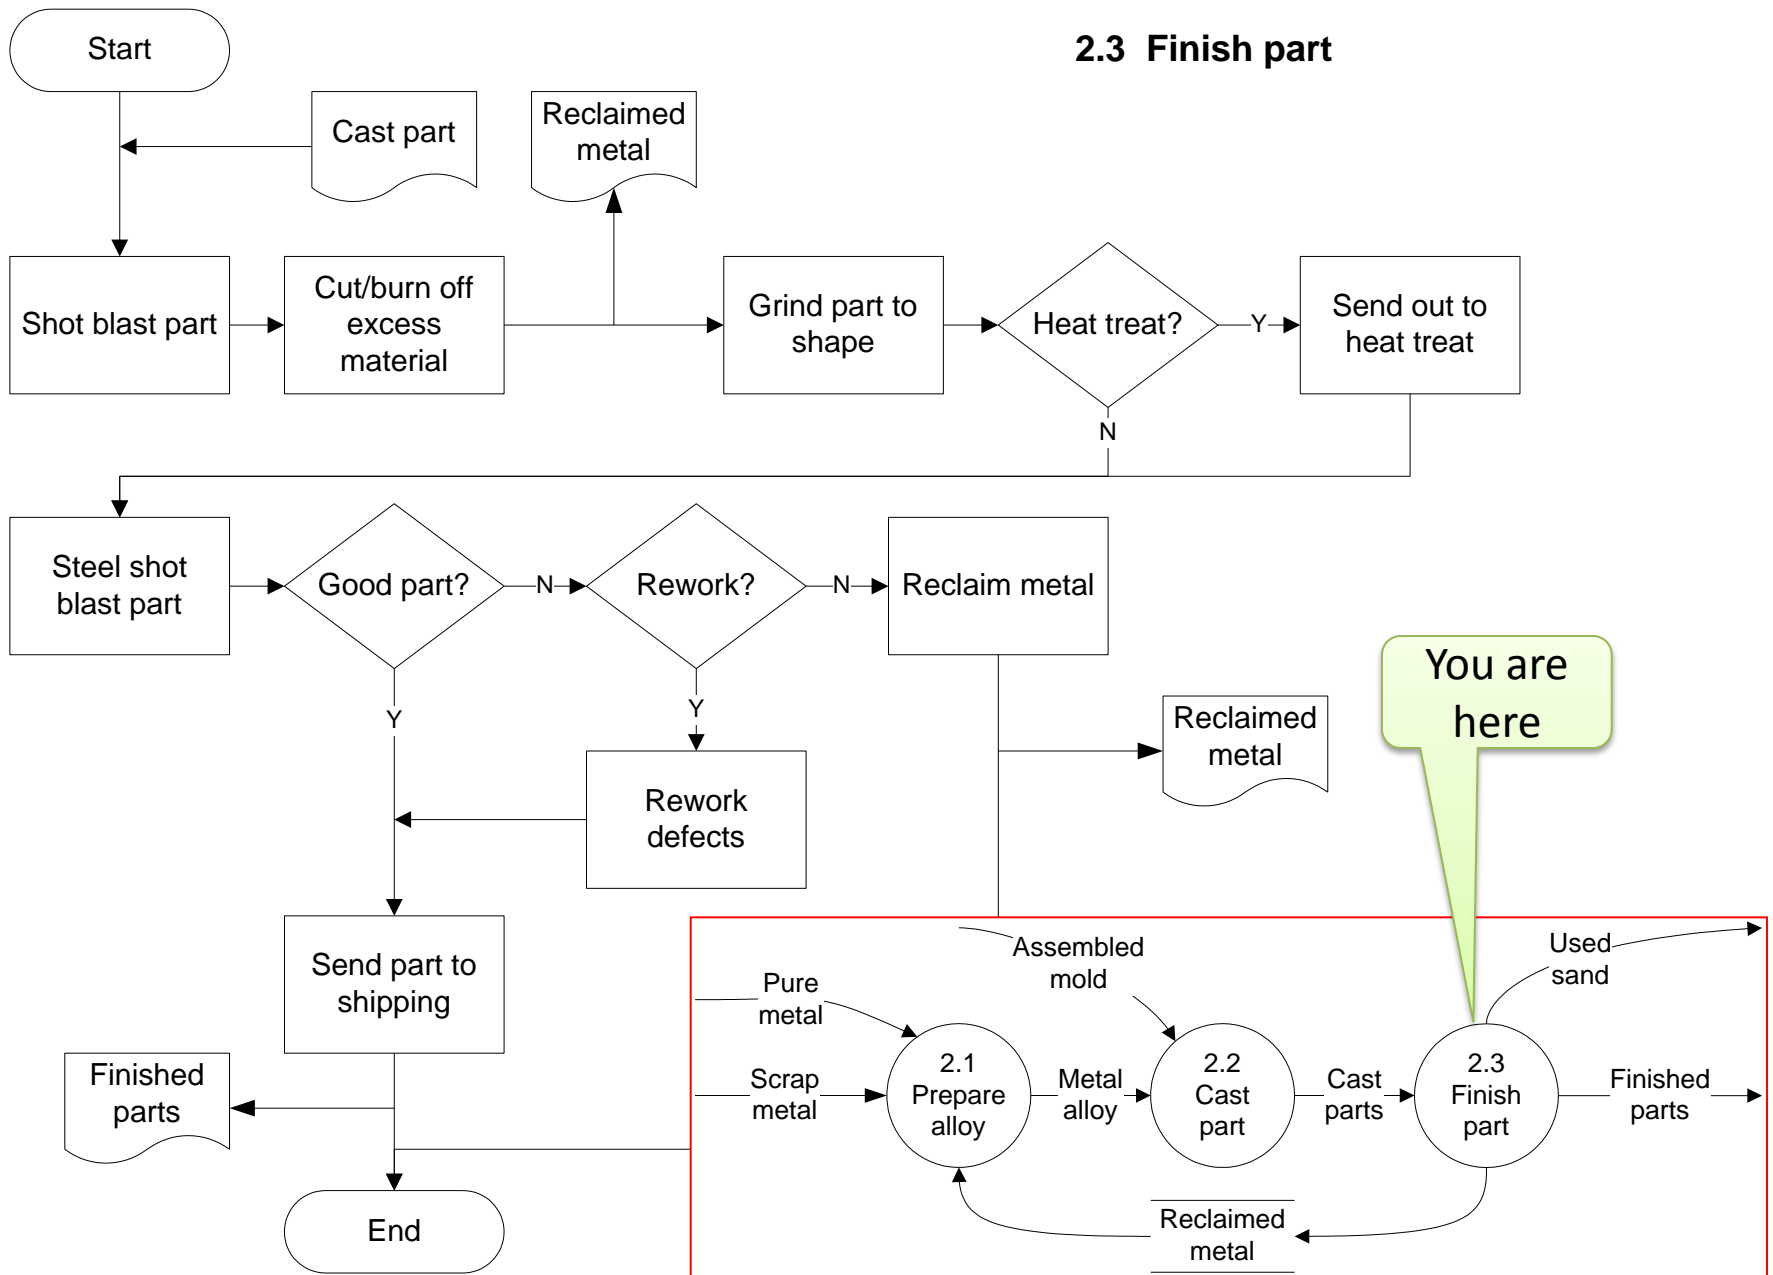 Start
2.3 Finish part
Cast part
Reclaimed
metal
Shot blast part
Cut/burn off
excess
material
Grind part to
shape
Heat treat?
Y
Send out to
heat treat
N
Steel shot
blast part
Good part?
N
Rework?
N
Reclaim metal
Y
Y
Rework
defects
Reclaimed
metal
You are
here
Send part to
shipping
Finished
parts
End
Assembled
mold
Used
sand
Pure
metal
Scrap
metal
2.1
Prepare
alloy
Metal
alloy
2.2
Cast
part
Cast
parts
2.3
Finish
part
Finished
parts
Reclaimed
metal